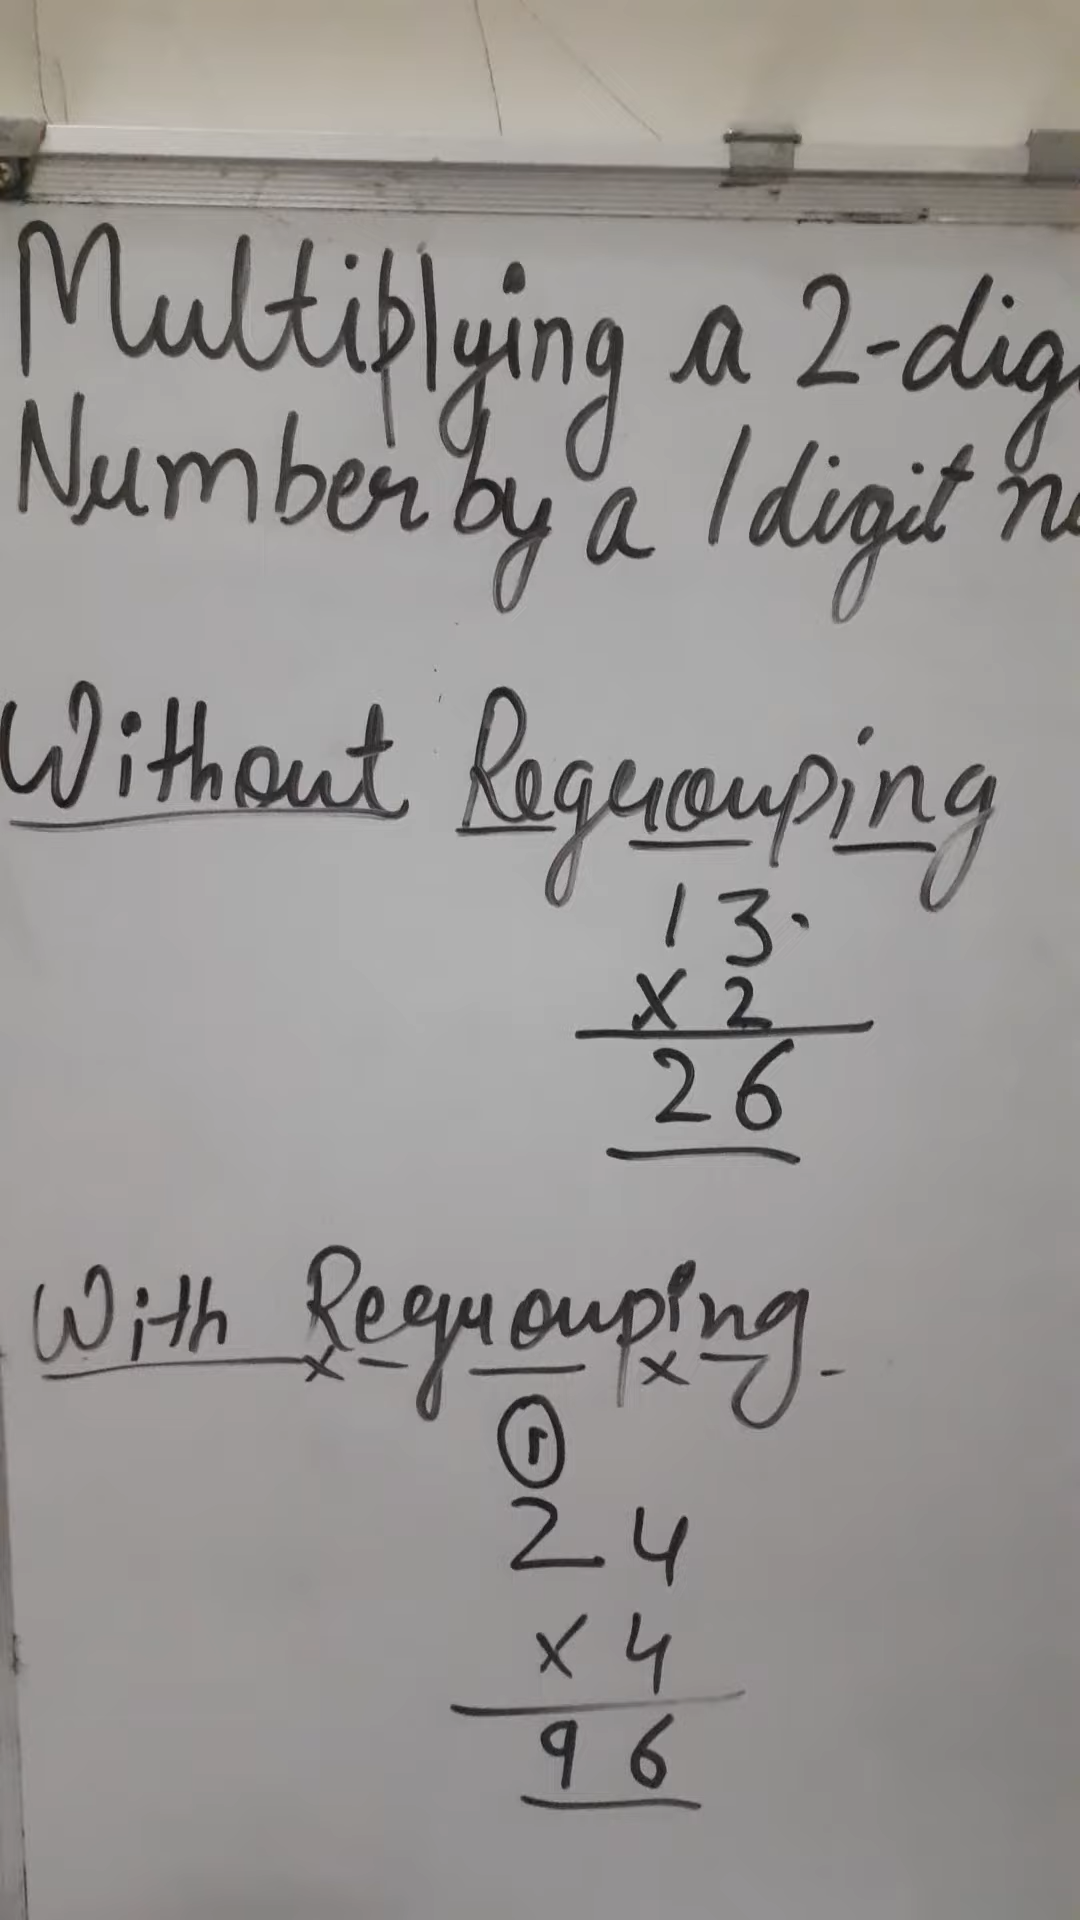 Multiplying a 2-dig
Number by a 1 digit n
Without Regrouping
13.
x 2
26
With Regrouping.
1
24
x 4
96